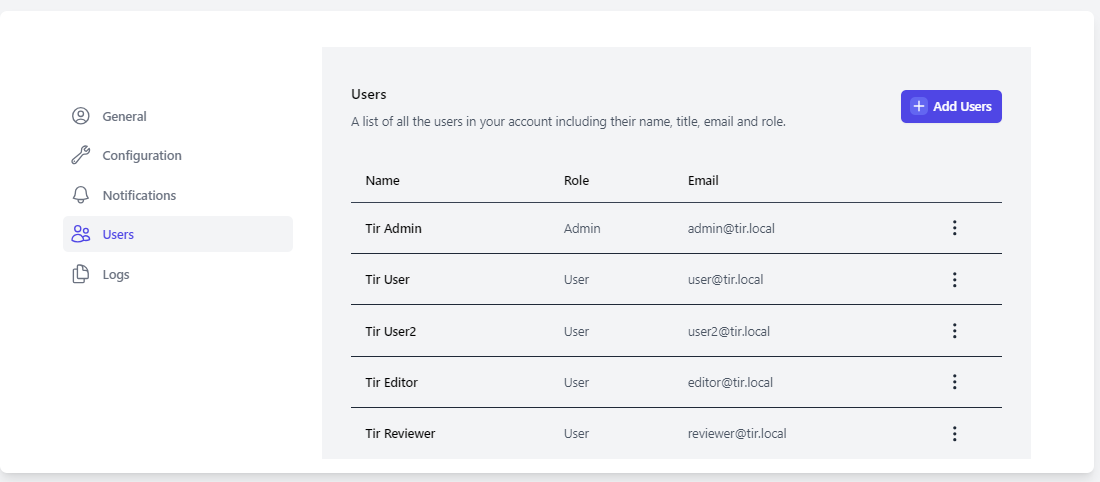 General
Configuration
Notifications
Users
Logs
Users
A list of all the users in your account including their name, title, email and role.
Add Users
Name Role Email
Tir Admin Admin admin@tir.local
Tir User User user@tir.local
Tir User2 User user2@tir.local
Tir Editor User editor@tir.local
Tir Reviewer User reviewer@tir.local